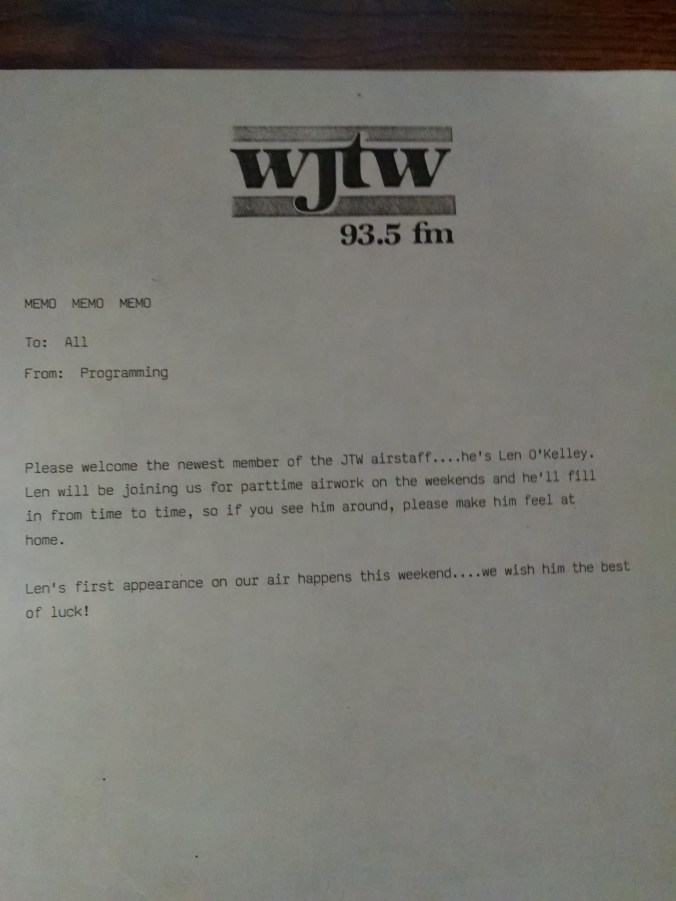 wjtw
93.5 fm
MEMO MEMO MEMO
To: All
From: Programming
Please welcome the newest member of the JTW airstaff....he's Len O'Kelley.
Len will be joining us for parttime airwork on the weekends and he'll fill
in from time to time, so if you see him around, please make him feel at
home.
Len's first appearance on our air happens this weekend....we wish him the best
of luck!